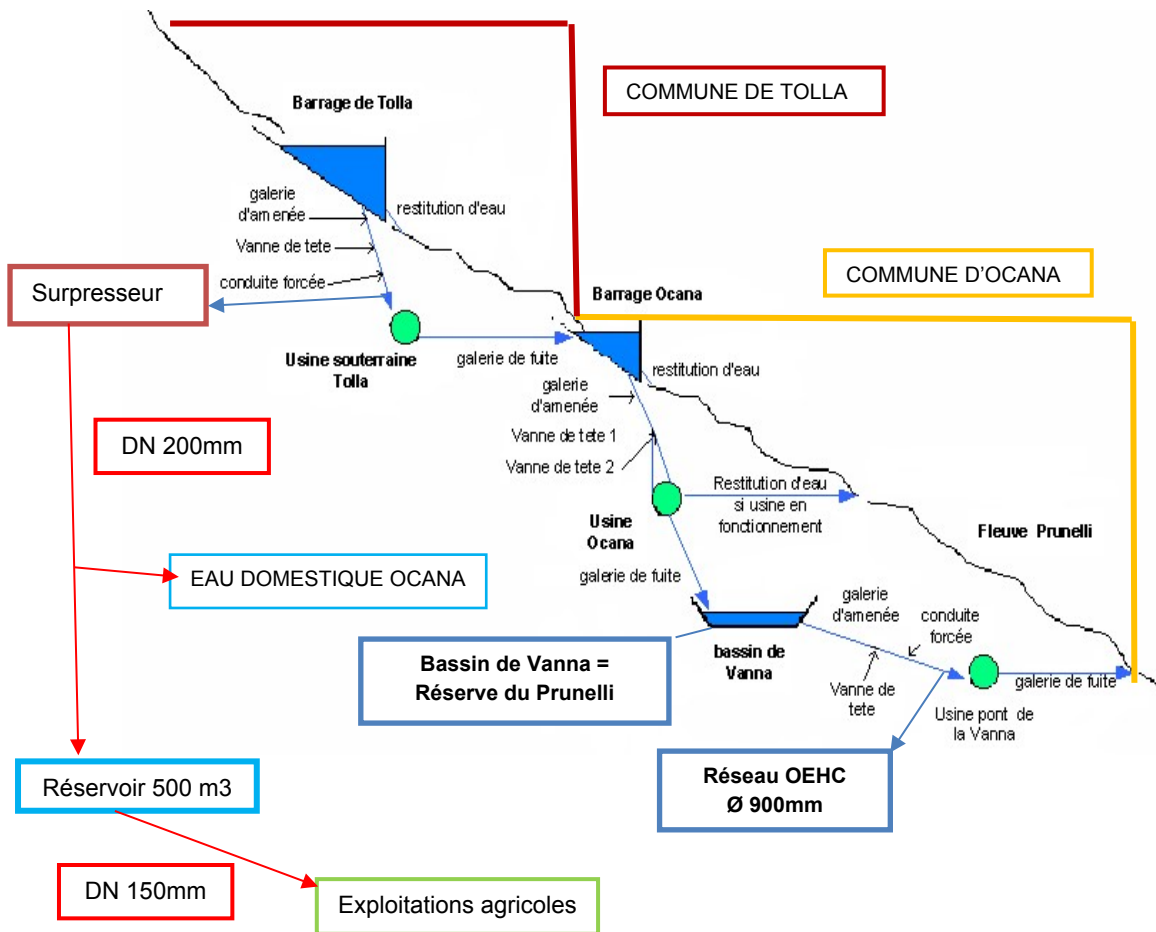 COMMUNE DE TOLLA
Barrage de Tolla
galerie
d'amenée
restitution d'eau
Vanne de tete
conduite forcée
COMMUNE D'OCANA
Surpresseur
Barrage Ocana
Usine souterraine
Tolla
galerie de fuite
restitution d'eau
galerie
d'amenée
DN 200mm
Vanne de tete 1
Vanne de tete 2
Restitution d'eau
si usine en
fonctionnement
Usine
Ocana
Fleuve Prunelli
EAU DOMESTIQUE OCANA
galerie de fuite
galerie
d'amenée
conduite
forcée
Bassin de Vanna =
Réserve du Prunelli
bassin de
Vanna
Vanne de
tete
galerie de fuite
Usine pont de
la Vanna
Réservoir 500 m3
Réseau OEHC
Ø 900mm
DN 150mm
Exploitations agricoles